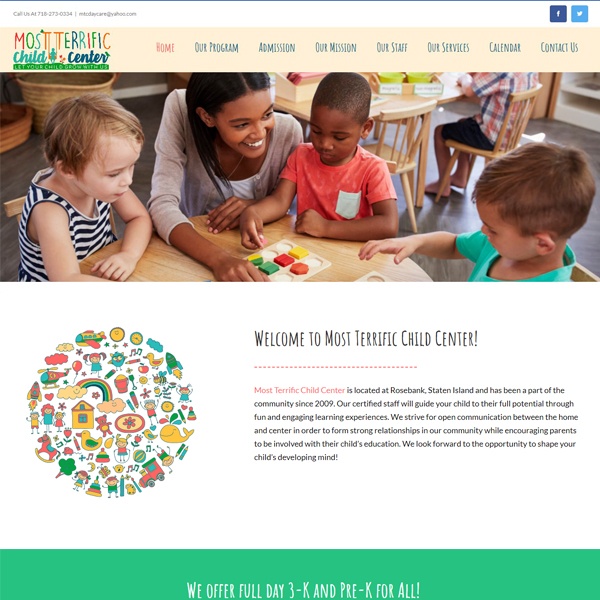 Call Us At 718-273-0334 | mtcdaycare@yahoo.com
MOST TERRIFIC
Child Center
LET YOUR CHILD GROW WITH US
Home Our Program Admission Our Mission Our Staff Our Services Calendar Contact Us
Welcome to Most Terrific Child Center!
Most Terrific Child Center is located at Rosebank, Staten Island and has been a part of the
community since 2009. Our certified staff will guide your child to their full potential through
fun and engaging learning experiences. We strive for open communication between the home
and center in order to form strong relationships in our community while encouraging parents
to be involved with their child's education. We look forward to the opportunity to shape your
child's developing mind!
We offer full day 3-K and Pre-K for All!